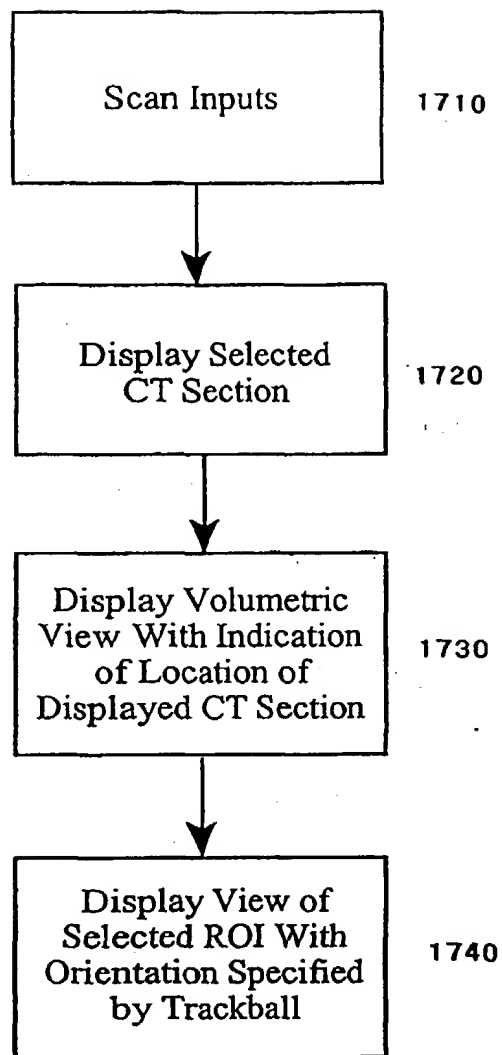 Scan Inputs
1710
Display Selected
CT Section
1720
Display Volumetric
View With Indication
of Location of
Displayed CT Section
1730
Display View of
Selected ROI With
Orientation Specified
by Trackball
1740